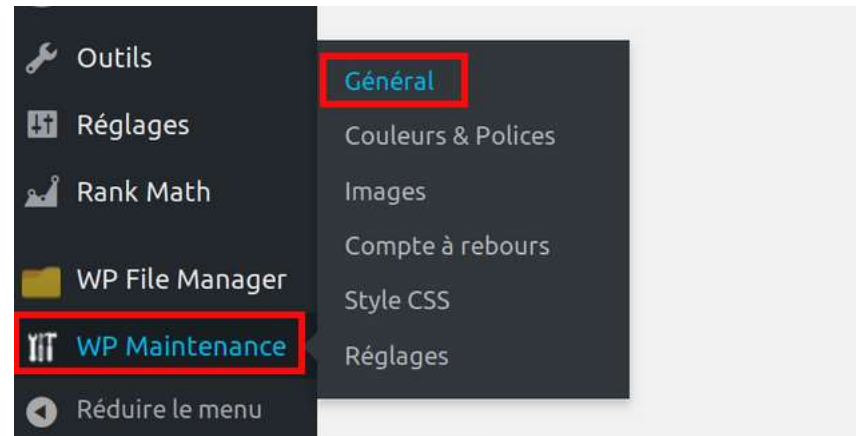 Outils
Réglages
Rank Math
WP File Manager
WP Maintenance
Réduire le menu
Général
Couleurs & Polices
Images
Compte à rebours
Style CSS
Réglages